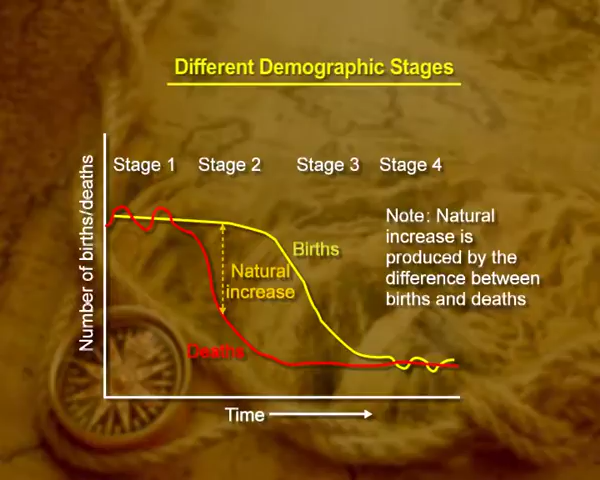 Different Demographic Stages
Stage 1 Stage 2 Stage 3 Stage 4
Number of births/deaths
Births
Natural
increase
Deaths
Note: Natural
increase is
produced by the
difference between
births and deaths
Time